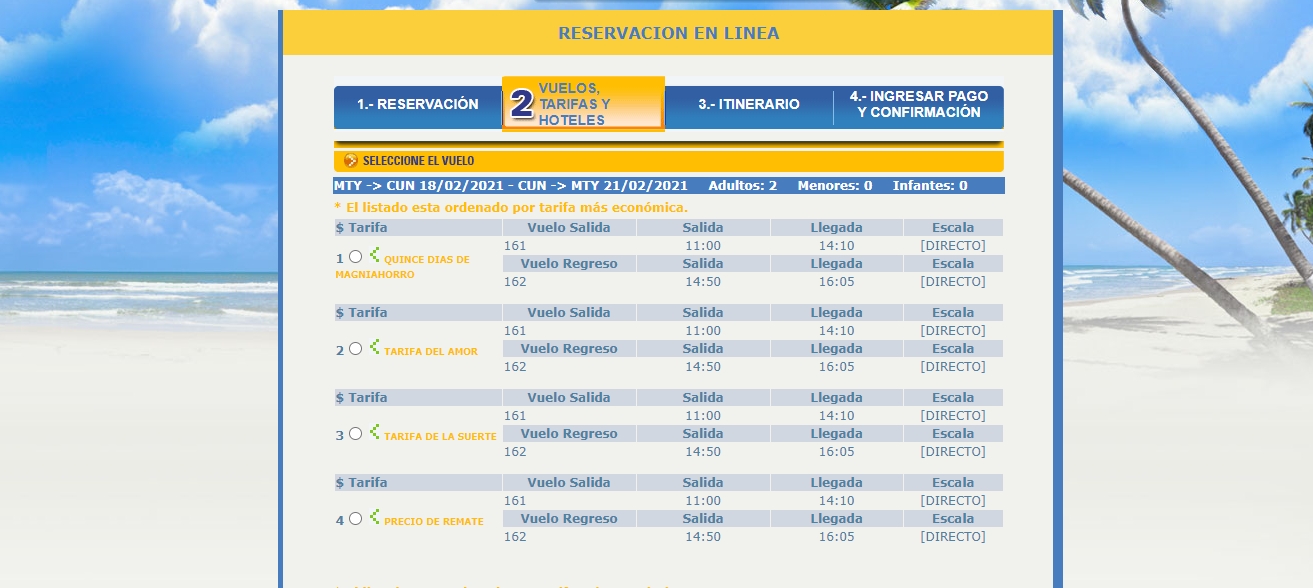 RESERVACION EN LINEA
1.- RESERVACIÓN
2 VUELOS,
TARIFAS Y
HOTELES
3.- ITINERARIO
4.- INGRESAR PAGO
Y CONFIRMACIÓN
SELECCIONE EL VUELO
MTY -> CUN 18/02/2021 - CUN -> MTY 21/02/2021 Adultos: 2 Menores: 0 Infantes: 0
* El listado esta ordenado por tarifa más económica.
$ Tarifa Vuelo Salida Salida Llegada Escala
161 11:00 14:10 [DIRECTO]
1 QUINCE DIAS DE
MAGNIAHORRO
Vuelo Regreso Salida Llegada Escala
162 14:50 16:05 [DIRECTO]
$ Tarifa Vuelo Salida Salida Llegada Escala
161 11:00 14:10 [DIRECTO]
2 TARIFA DEL AMOR Vuelo Regreso Salida Llegada Escala
162 14:50 16:05 [DIRECTO]
$ Tarifa Vuelo Salida Salida Llegada Escala
161 11:00 14:10 [DIRECTO]
3 TARIFA DE LA SUERTE Vuelo Regreso Salida Llegada Escala
162 14:50 16:05 [DIRECTO]
$ Tarifa Vuelo Salida Salida Llegada Escala
161 11:00 14:10 [DIRECTO]
4 PRECIO DE REMATE Vuelo Regreso Salida Llegada Escala
162 14:50 16:05 [DIRECTO]